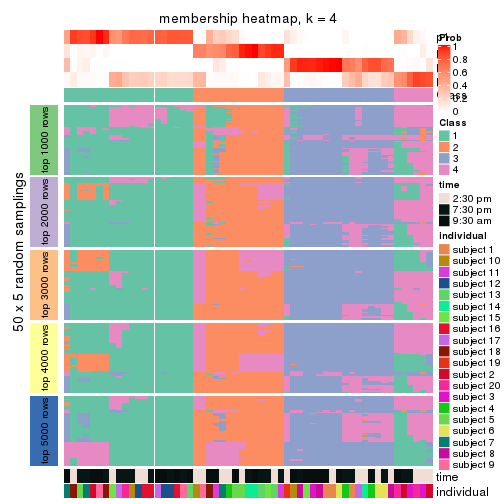 membership heatmap, k = 4
Prob
1
0.8
0.6
0.4
0.2
0
Class
1
2
3
4
time
2:30 pm
7:30 pm
9:30 am
individual
subject 1
subject 10
subject 11
subject 12
subject 13
subject 14
subject 15
subject 16
subject 17
subject 18
subject 19
subject 2
subject 20
subject 3
subject 4
subject 5
subject 6
subject 7
subject 8
subject 9
50 x 5 random samplings
top 1000 rows
top 2000 rows
top 3000 rows
top 4000 rows
top 5000 rows
time
individual